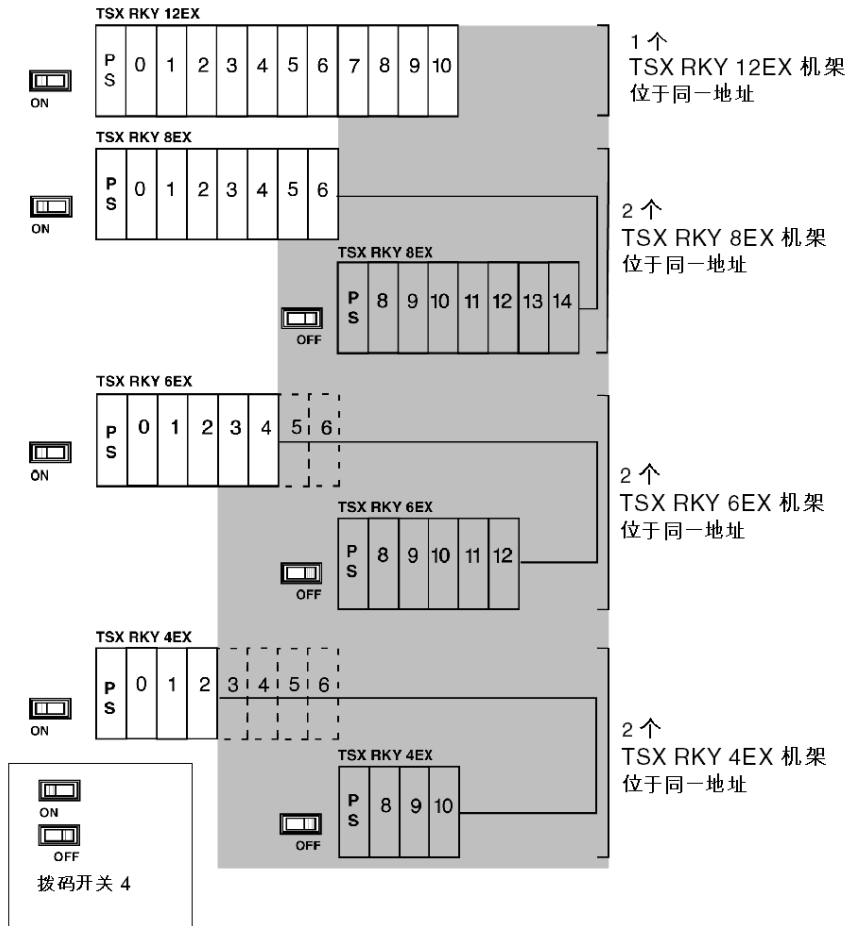 TSX RKY 12EX
PS 0 1 2 3 4 5 6 7 8 9 10
ON
1 个
TSX RKY 12EX 机架
位于同一地址
TSX RKY 8EX
PS 0 1 2 3 4 5 6
ON
2 个
TSX RKY 8EX 机架
位于同一地址
TSX RKY 8EX
PS 8 9 10 11 12 13 14
OFF
TSX RKY 6EX
PS 0 1 2 3 4 5 6
ON
2 个
TSX RKY 6EX 机架
位于同一地址
TSX RKY 6EX
PS 8 9 10 11 12
OFF
TSX RKY 4EX
PS 0 1 2 3 4 5 6
ON
2 个
TSX RKY 4EX 机架
位于同一地址
TSX RKY 4EX
PS 8 9 10
OFF
ON
OFF
拨码开关 4